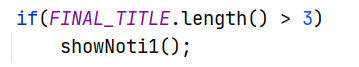 if(FINAL_TITLE.length() > 3)
    showNoti1();